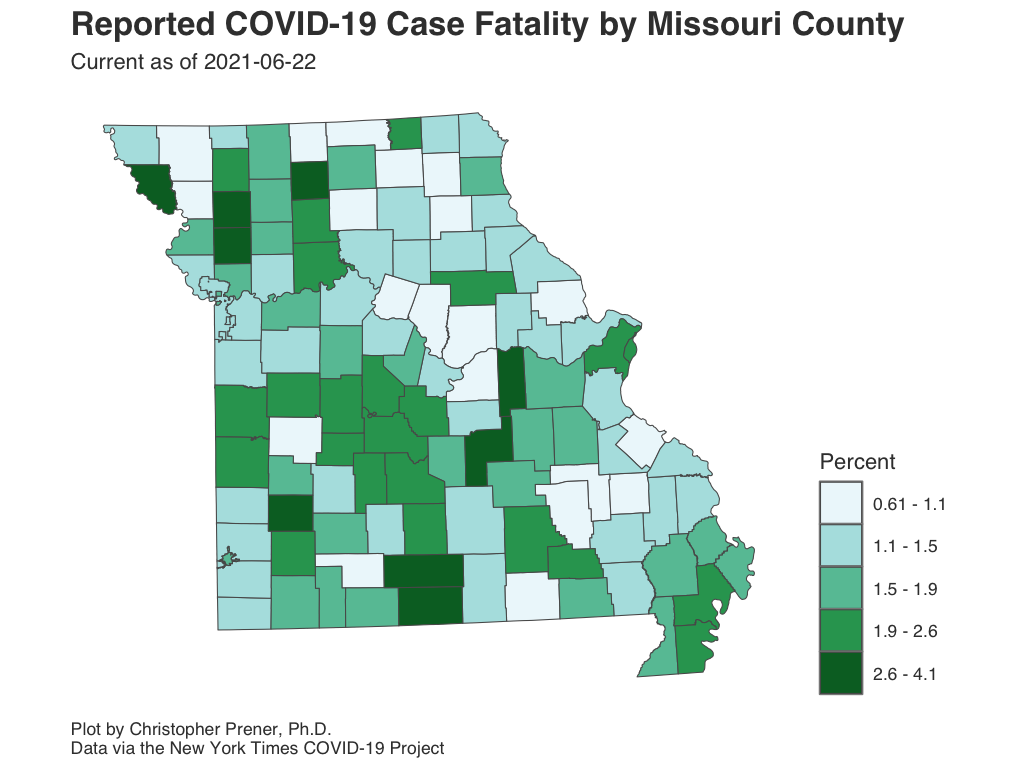 Reported COVID-19 Case Fatality by Missouri County
Current as of 2021-06-22
Percent
0.61 - 1.1
1.1 - 1.5
1.5 - 1.9
1.9 - 2.6
2.6 - 4.1
Plot by Christopher Prener, Ph.D.
Data via the New York Times COVID-19 Project